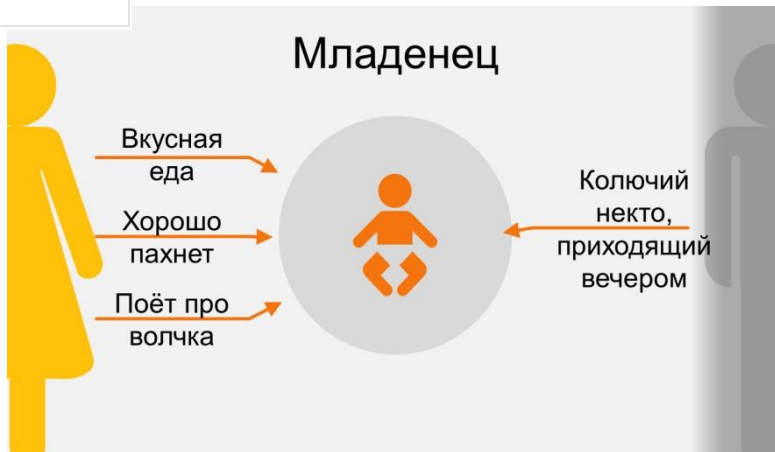 Младенец
Вкусная
еда
Хорошо
пахнет
Поёт про
волчка
Колючий
некто,
приходящий
вечером